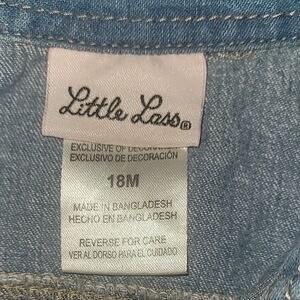 Little Lass®
EXCLUSIVE OF DECORATION
EXCLUSIVO DE DECORACIÓN
18M
MADE IN BANGLADESH
HECHO EN BANGLADESH
REVERSE FOR CARE
VER AL DORSO PARA EL CUIDADO